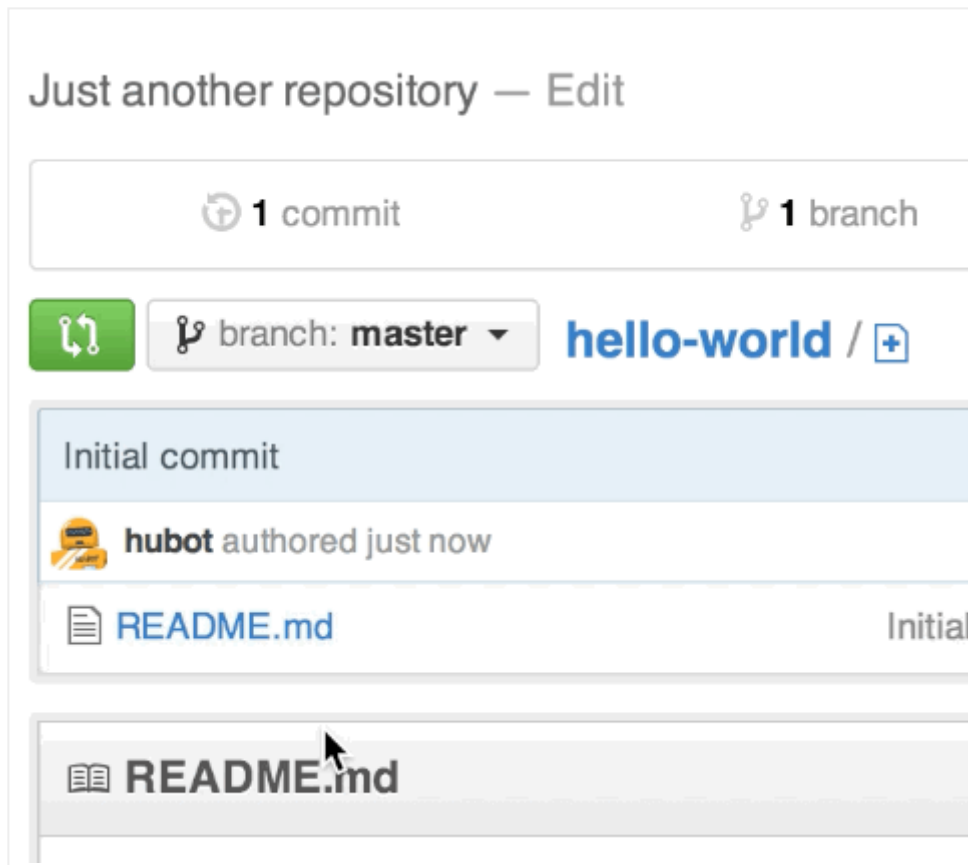 Just another repository — Edit
1 commit 1 branch
branch: master hello-world /
Initial commit
hubot authored just now
README.md Initial
README.md